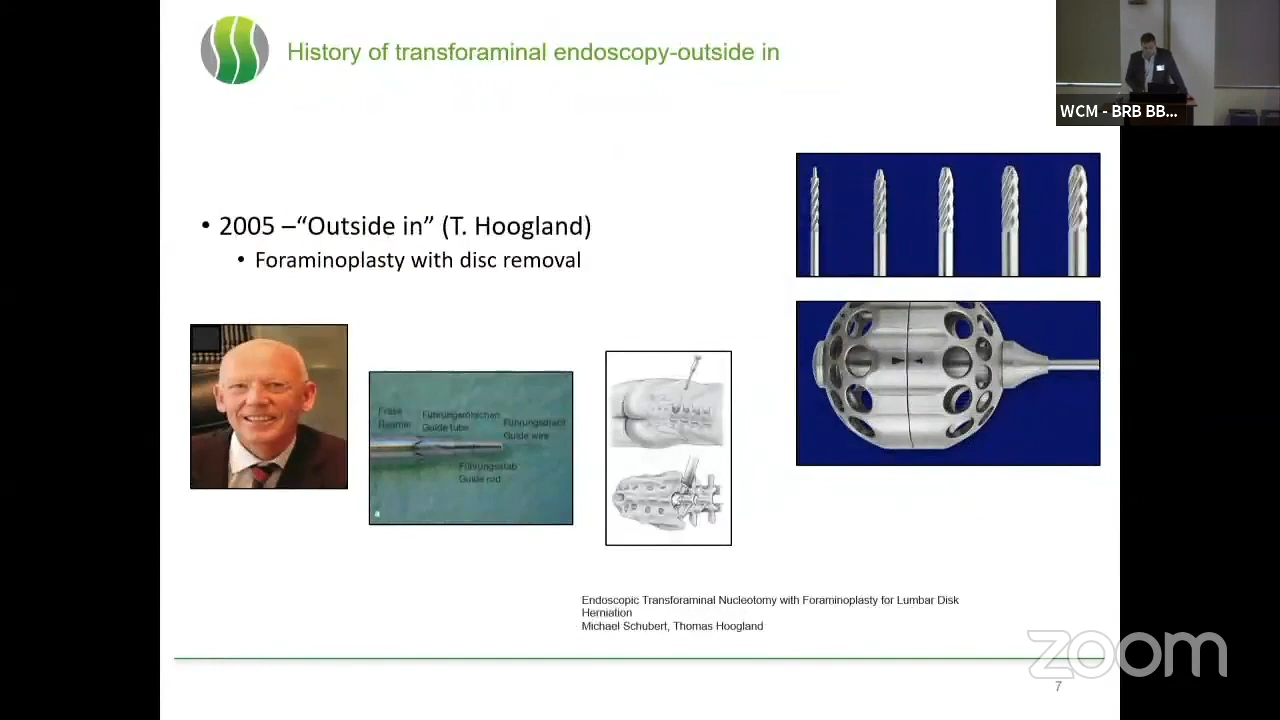 History of transforaminal endoscopy-outside in
WCM - BRB BB...
• 2005 –“Outside in” (T. Hoogland)
• Foraminoplasty with disc removal
Fräse
Reamer
Führungsröhrchen
Guide tube
Führungsdraht
Guide wire
Führungsstab
Guide rod
a
Endoscopic Transforaminal Nucleotomy with Foraminoplasty for Lumbar Disk
Herniation
Michael Schubert, Thomas Hoogland
zoom
7